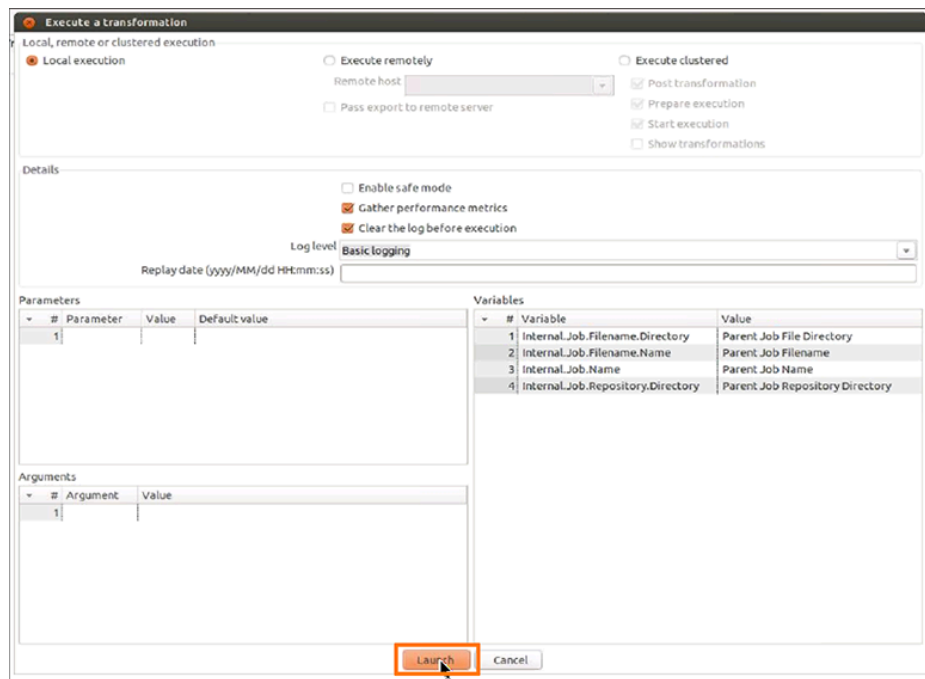 Execute a transformation
Local, remote or clustered execution
Local execution
Execute remotely
Execute clustered
Remote host
Post transformation
Pass export to remote server
Prepare execution
Start execution
Show transformations
Details
Enable safe mode
Gather performance metrics
Clear the log before execution
Log level Basic logging
Replay date (yyyy/MM/dd HH:mm:ss)
Parameters
# Parameter Value Default value
1
Variables
# Variable Value
1 Internal.Job.Filename.Directory Parent Job File Directory
2 Internal.Job.Filename.Name Parent Job Filename
3 Internal.Job.Name Parent Job Name
4 Internal.Job.Repository.Directory Parent Job Repository Directory
Arguments
# Argument Value
1
Launch Cancel